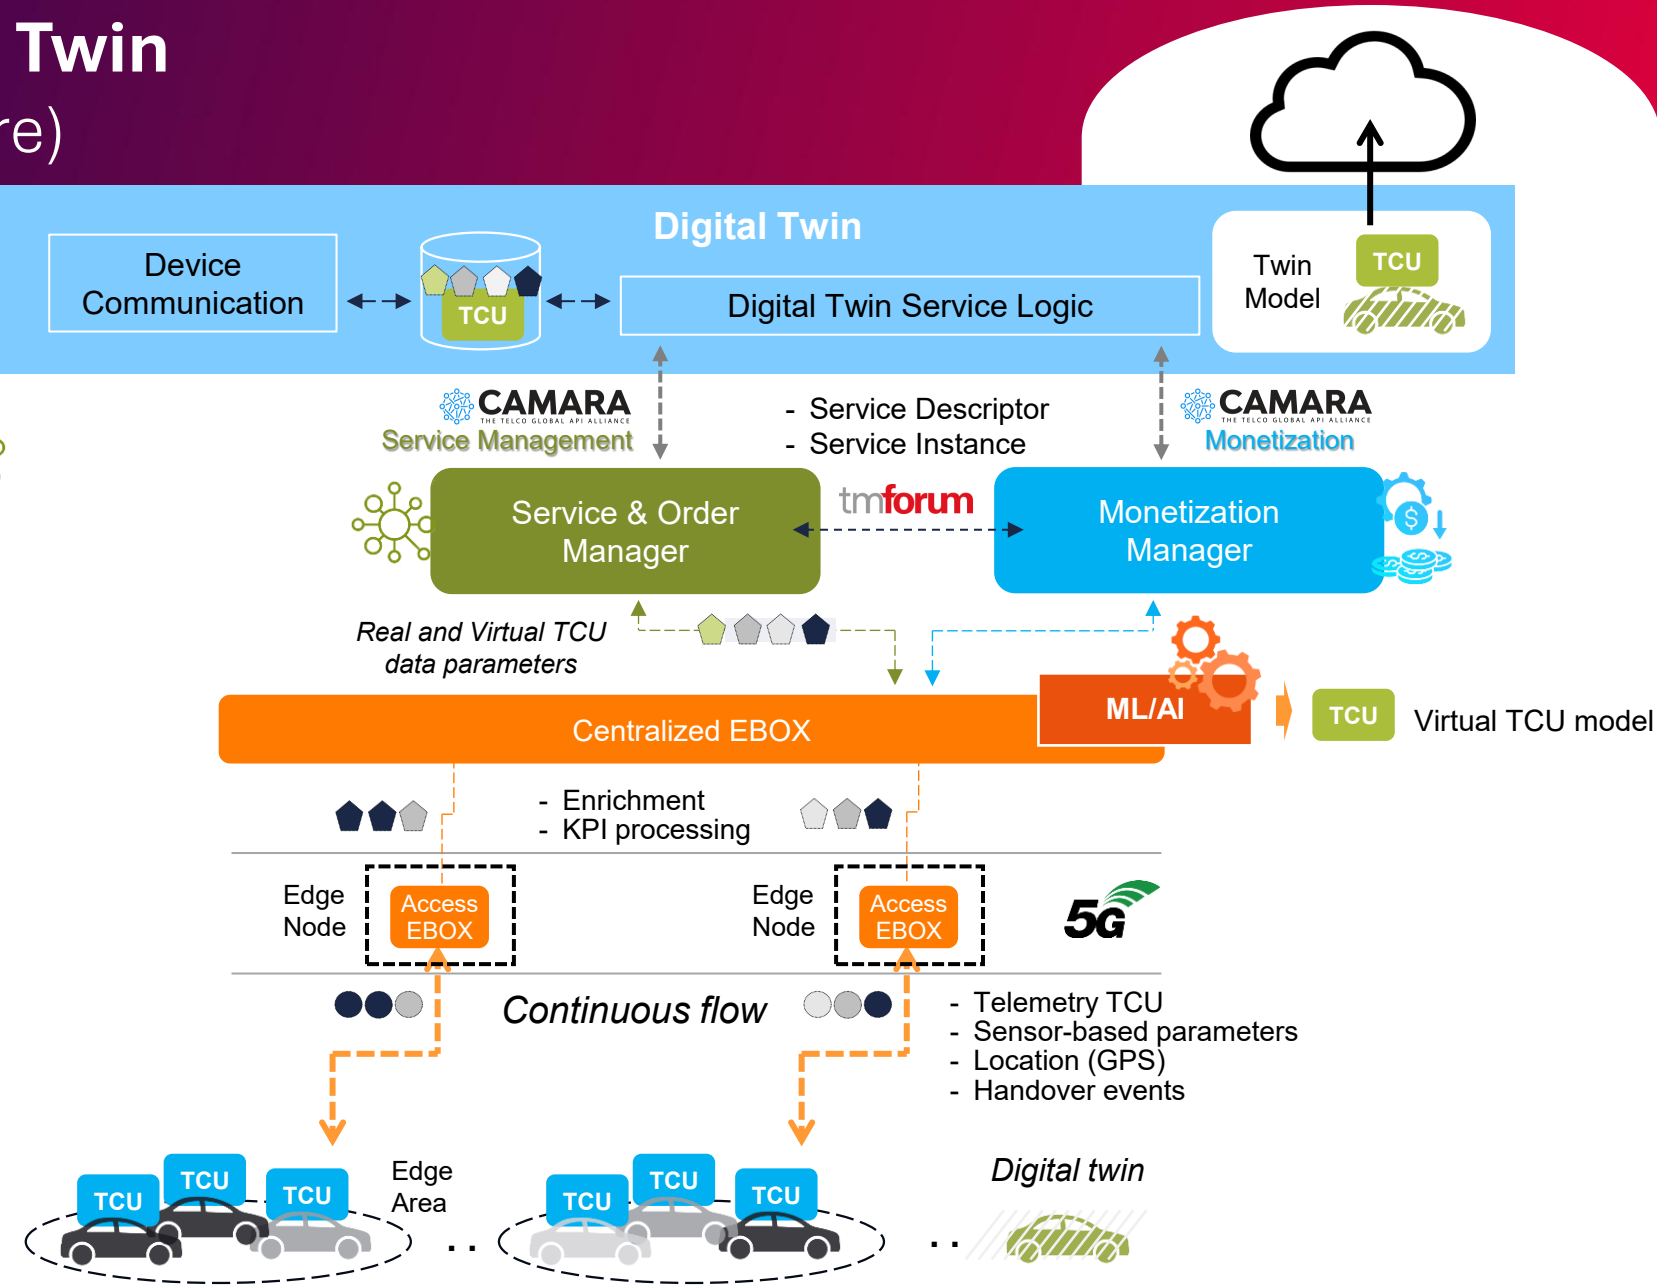 Twin
re)
Digital Twin
Device
Communication
TCU
Digital Twin Service Logic
Twin
Model
TCU
CAMARA
THE TELCO GLOBAL API ALLIANCE
Service Management
- Service Descriptor
- Service Instance
CAMARA
THE TELCO GLOBAL API ALLIANCE
Monetization
Service & Order
Manager
tmforum
Monetization
Manager
$
Real and Virtual TCU
data parameters
Centralized EBOX
ML/AI
TCU
Virtual TCU model
- Enrichment
- KPI processing
Edge
Node
Access
EBOX
Edge
Node
Access
EBOX
5G
Continuous flow
- Telemetry TCU
- Sensor-based parameters
- Location (GPS)
- Handover events
TCU
TCU
TCU
Edge
Area
. .
TCU
TCU
TCU
. .
Digital twin